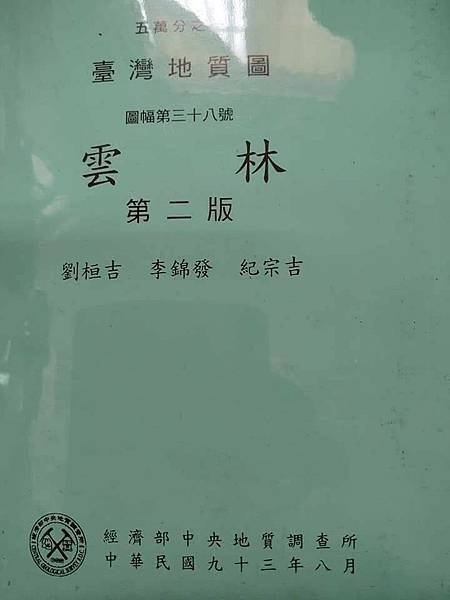 五萬分之
臺灣地質圖
圖幅第三十八號
雲 林
第二版
劉桓吉 李錦發 紀宗吉
經濟部中央地質調查所
中華民國九十三年八月